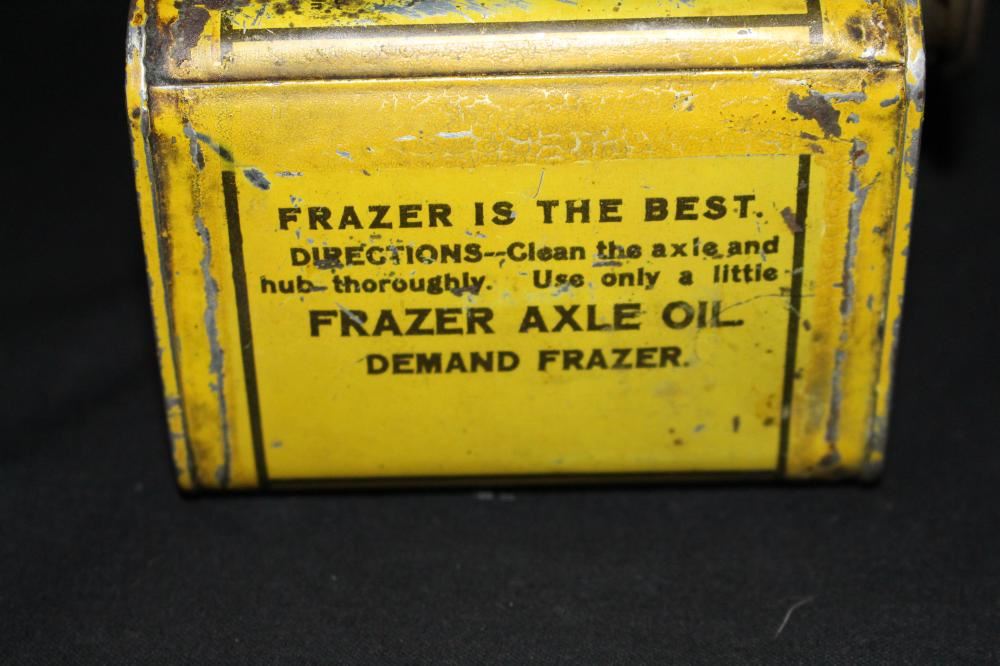 FRAZER IS THE BEST.
DIRECTIONS--Clean the axle and
hub thoroughly. Use only a little
FRAZER AXLE OIL.
DEMAND FRAZER.